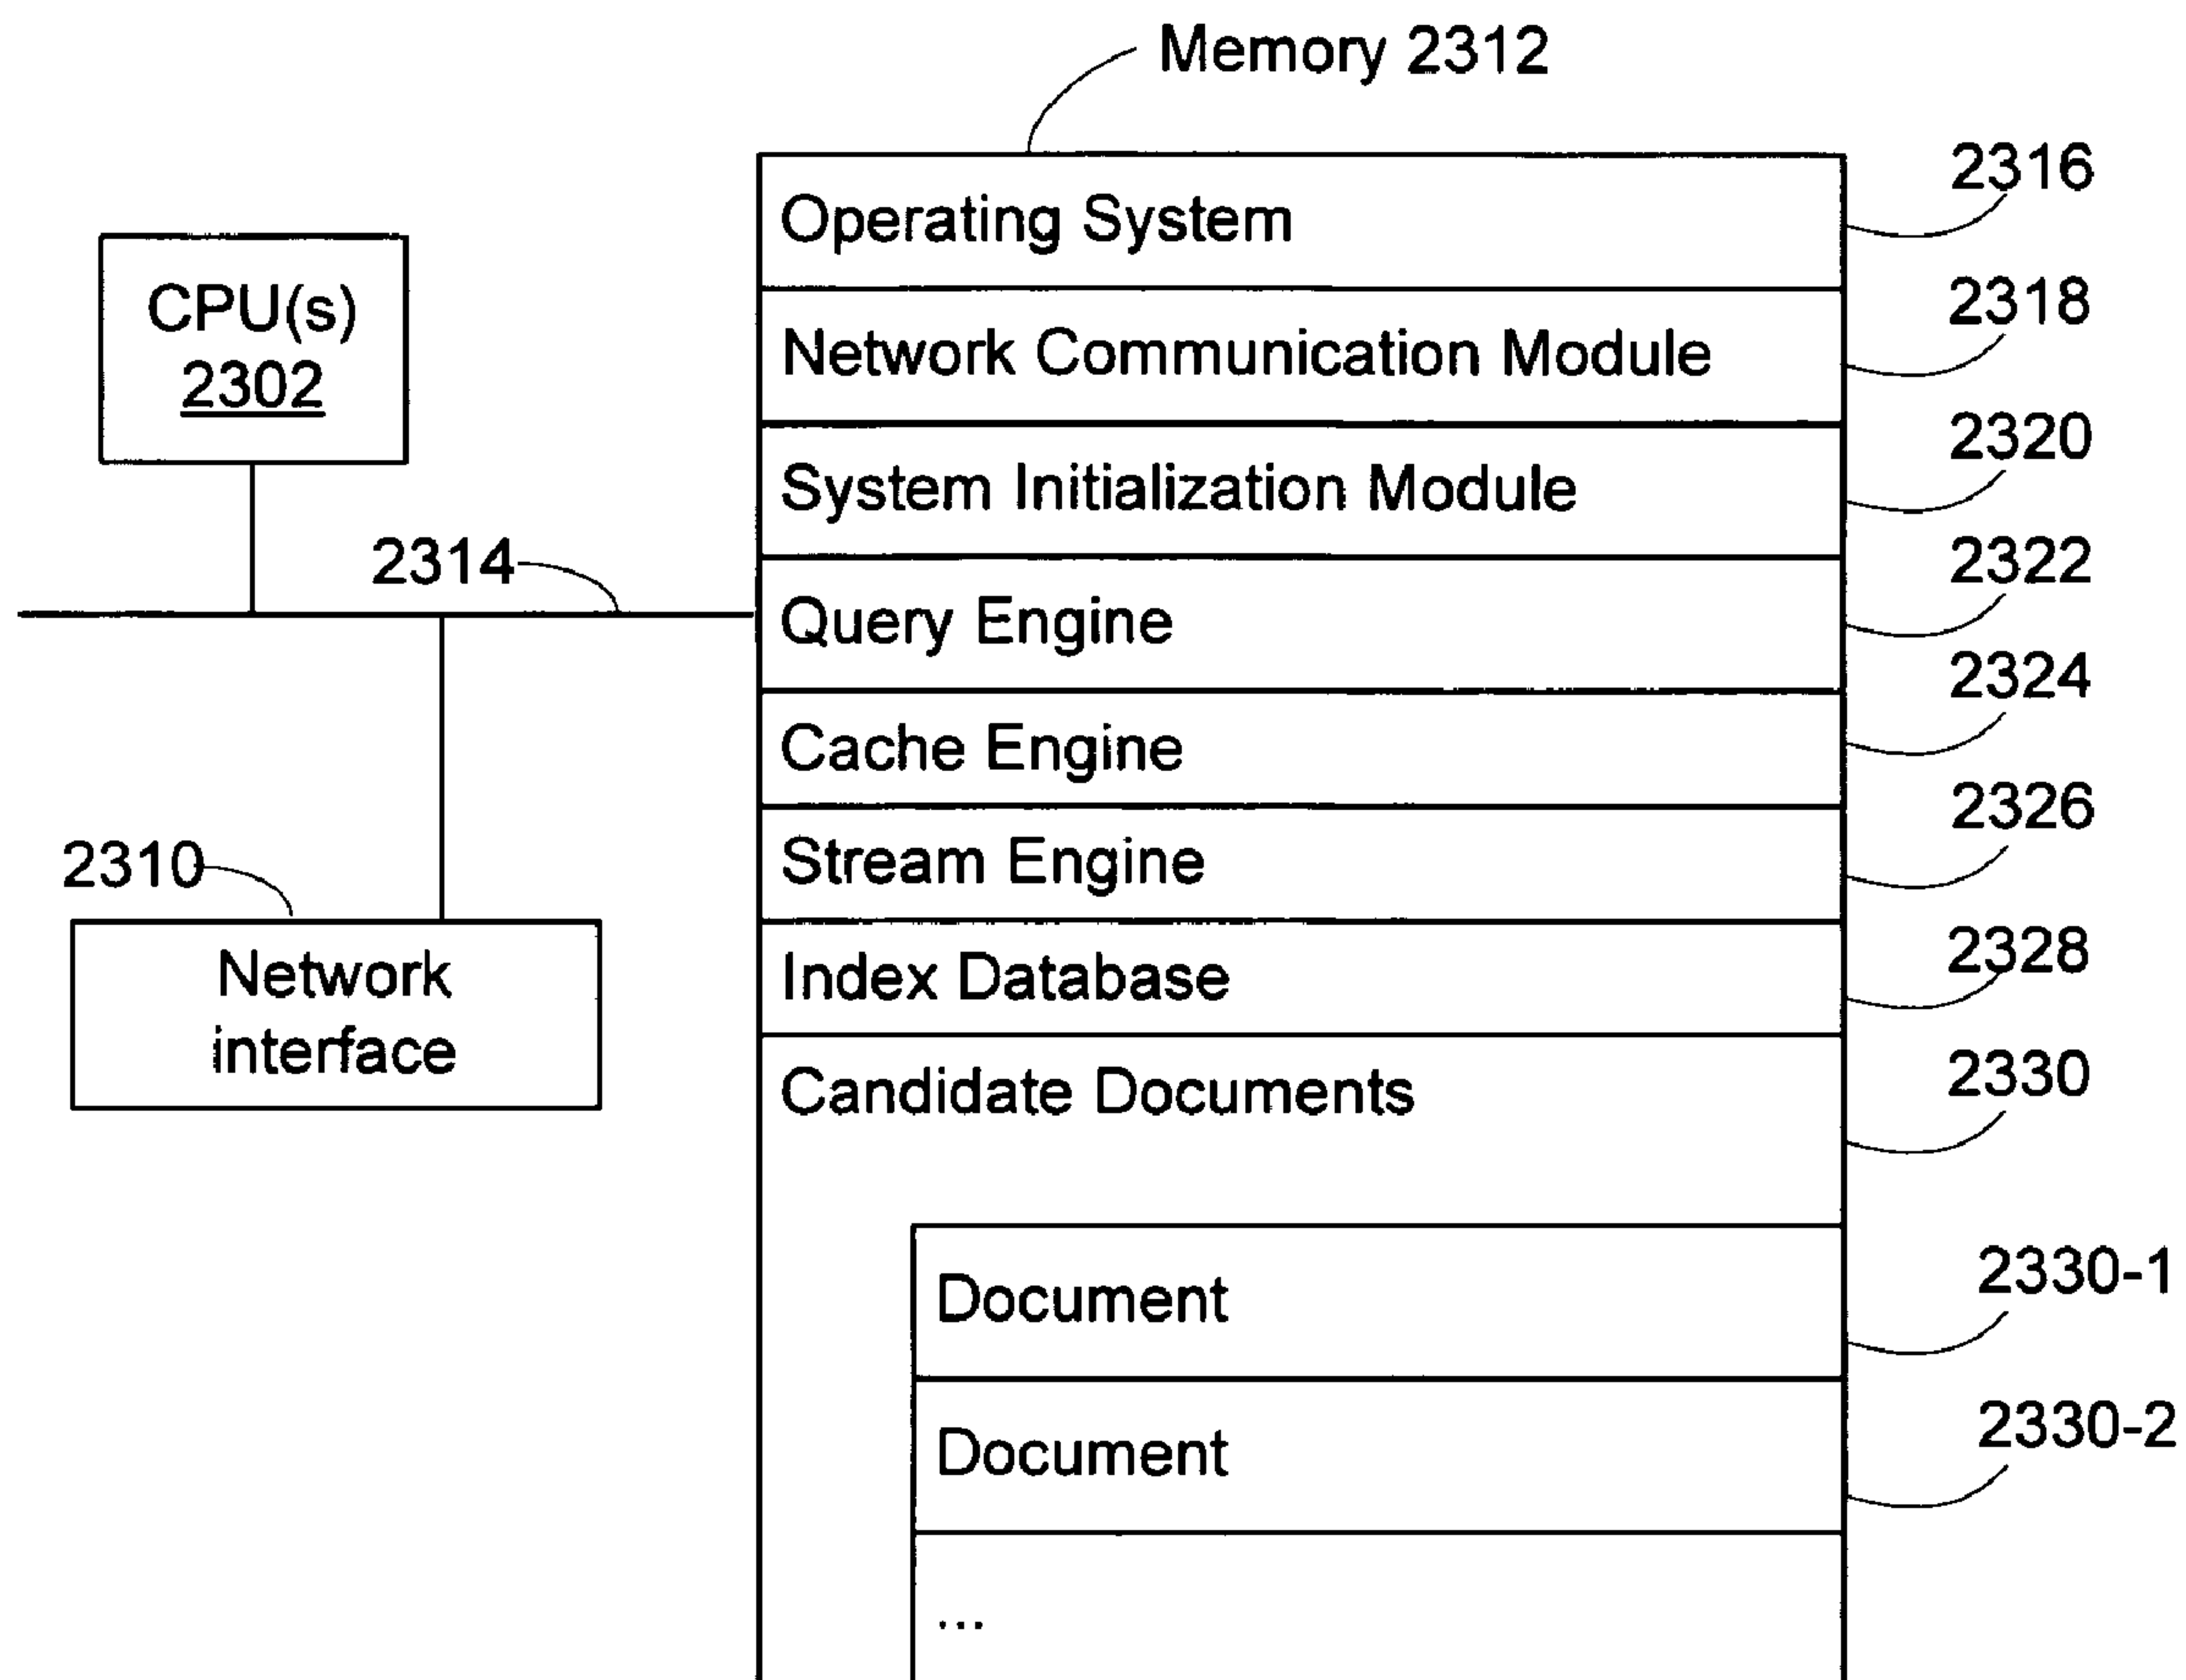 Memory 2312
Operating System
2316
CPU(s)
2302
Network Communication Module
2318
System Initialization Module
2320
2314
Query Engine
2322
Cache Engine
2324
Stream Engine
2326
2310
Network
interface
Index Database
2328
Candidate Documents
2330
Document
2330-1
Document
2330-2
...